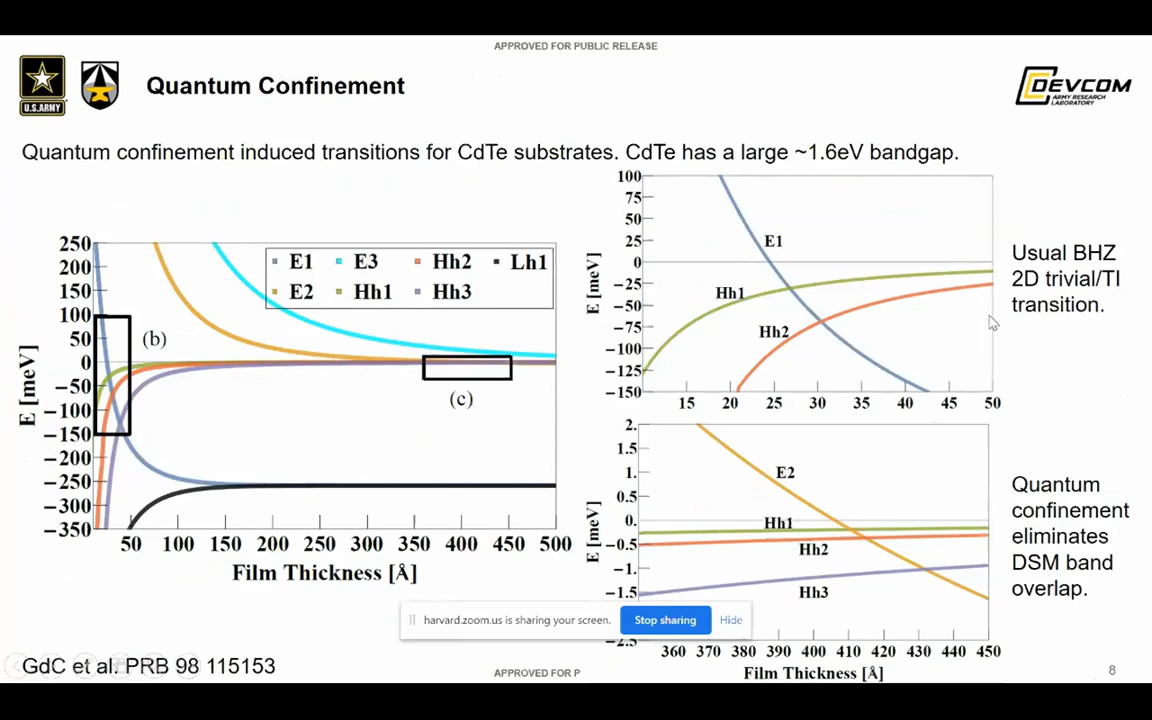 APPROVED FOR PUBLIC RELEASE
U.S.ARMY
Quantum Confinement
DEVCOM
ARMY RESEARCH
LABORATORY
Quantum confinement induced transitions for CdTe substrates. CdTe has a large ~1.6eV bandgap.
E [meV]
250
200
150
100
50
0
−50
−100
−150
−200
−250
−300
−350
E1 E3 Hh2 Lh1
E2 Hh1 Hh3
(b)
(c)
50 100 150 200 250 300 350 400 450 500
Film Thickness [Å]
E [meV]
100
75
50
25
0
−25
−50
−75
−100
−125
−150
E1
Hh1
Hh2
15 20 25 30 35 40 45 50
Usual BHZ
2D trivial/TI
transition.
E [meV]
2.
1.5
1.
0.5
0.
−0.5
−1.
−1.5
−2.5
E2
Hh1
Hh2
Hh3
360 370 380 390 400 410 420 430 440 450
Film Thickness [Å]
Quantum
confinement
eliminates
DSM band
overlap.
harvard.zoom.us is sharing your screen.
Stop sharing
Hide
GdC et al. PRB 98 115153
APPROVED FOR P
8